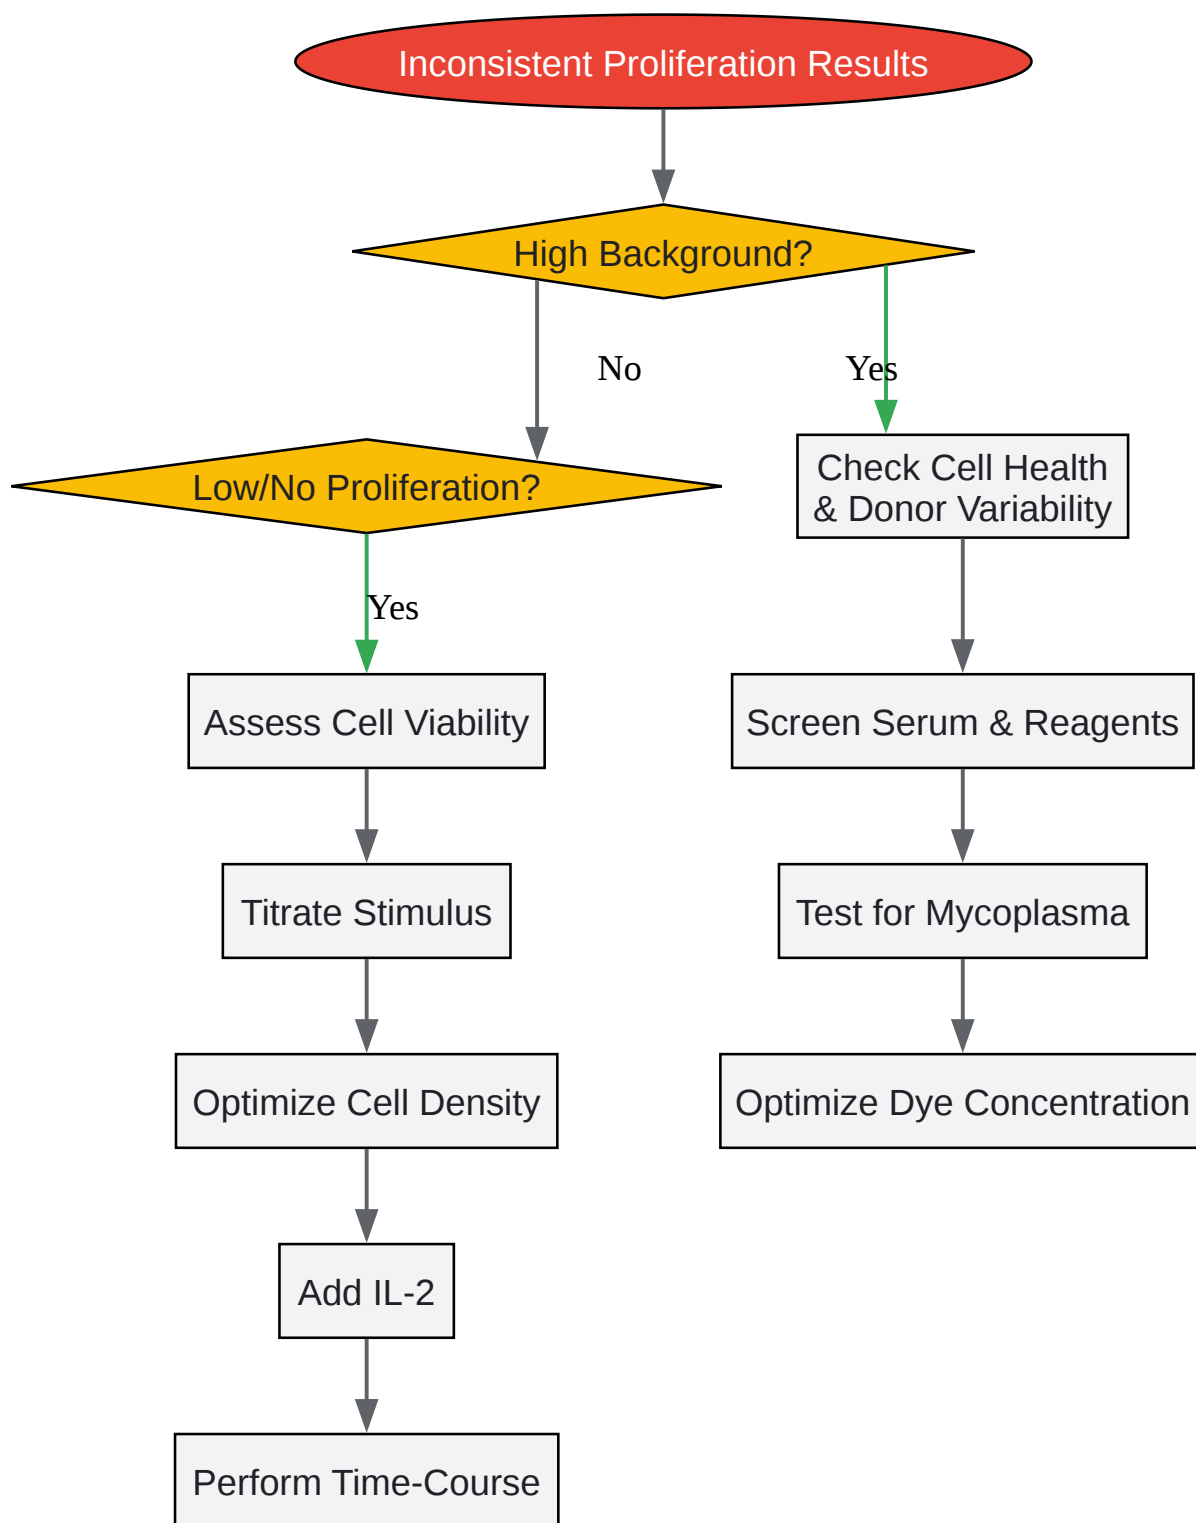 Inconsistent Proliferation Results
High Background?
No
Yes
Low/No Proliferation?
Check Cell Health
& Donor Variability
Yes
Assess Cell Viability
Screen Serum & Reagents
Titrate Stimulus
Test for Mycoplasma
Optimize Cell Density
Optimize Dye Concentration
Add IL-2
Perform Time-Course